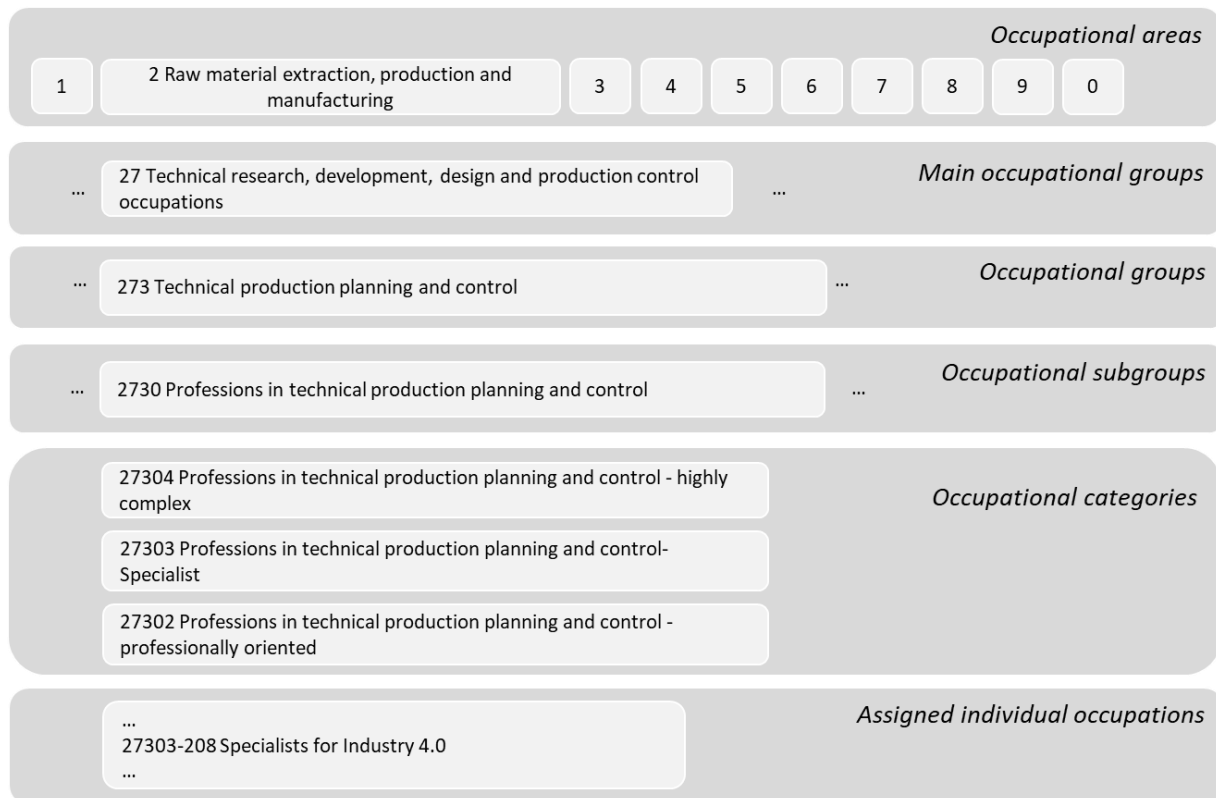 Occupational areas
1
2 Raw material extraction, production and
manufacturing
3
4
5
6
7
8
9
0
Main occupational groups
...
27 Technical research, development, design and production control
occupations
...
Occupational groups
...
273 Technical production planning and control
...
Occupational subgroups
...
2730 Professions in technical production planning and control
...
Occupational categories
27304 Professions in technical production planning and control - highly
complex
27303 Professions in technical production planning and control-
Specialist
27302 Professions in technical production planning and control -
professionally oriented
Assigned individual occupations
...
27303-208 Specialists for Industry 4.0
...